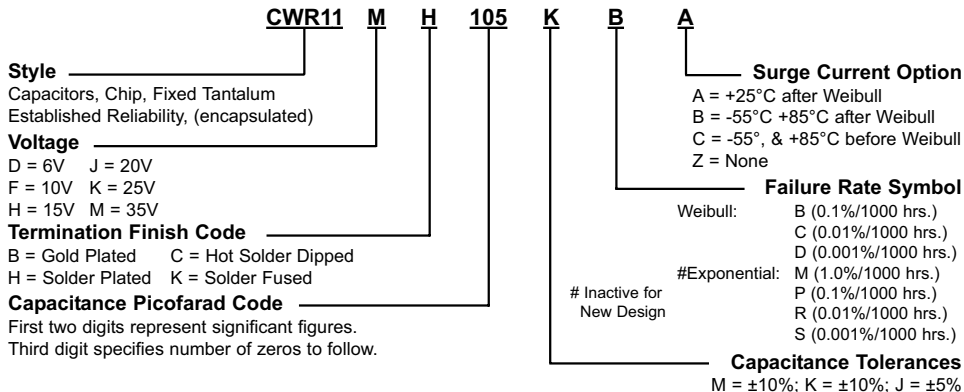 CWR11 M H 105 K B A
Style
Capacitors, Chip, Fixed Tantalum
Established Reliability, (encapsulated)
Voltage
D = 6V J = 20V
F = 10V K = 25V
H = 15V M = 35V
Termination Finish Code
B = Gold Plated C = Hot Solder Dipped
H = Solder Plated K = Solder Fused
Capacitance Picofarad Code
First two digits represent significant figures.
Third digit specifies number of zeros to follow.
Surge Current Option
A = +25°C after Weibull
B = -55°C +85°C after Weibull
C = -55°, & +85°C before Weibull
Z = None
Failure Rate Symbol
Weibull: B (0.1%/1000 hrs.)
C (0.01%/1000 hrs.)
D (0.001%/1000 hrs.)
#Exponential: M (1.0%/1000 hrs.)
P (0.1%/1000 hrs.)
R (0.01%/1000 hrs.)
S (0.001%/1000 hrs.)
# Inactive for
New Design
Capacitance Tolerances
M = ±10%; K = ±10%; J = ±5%